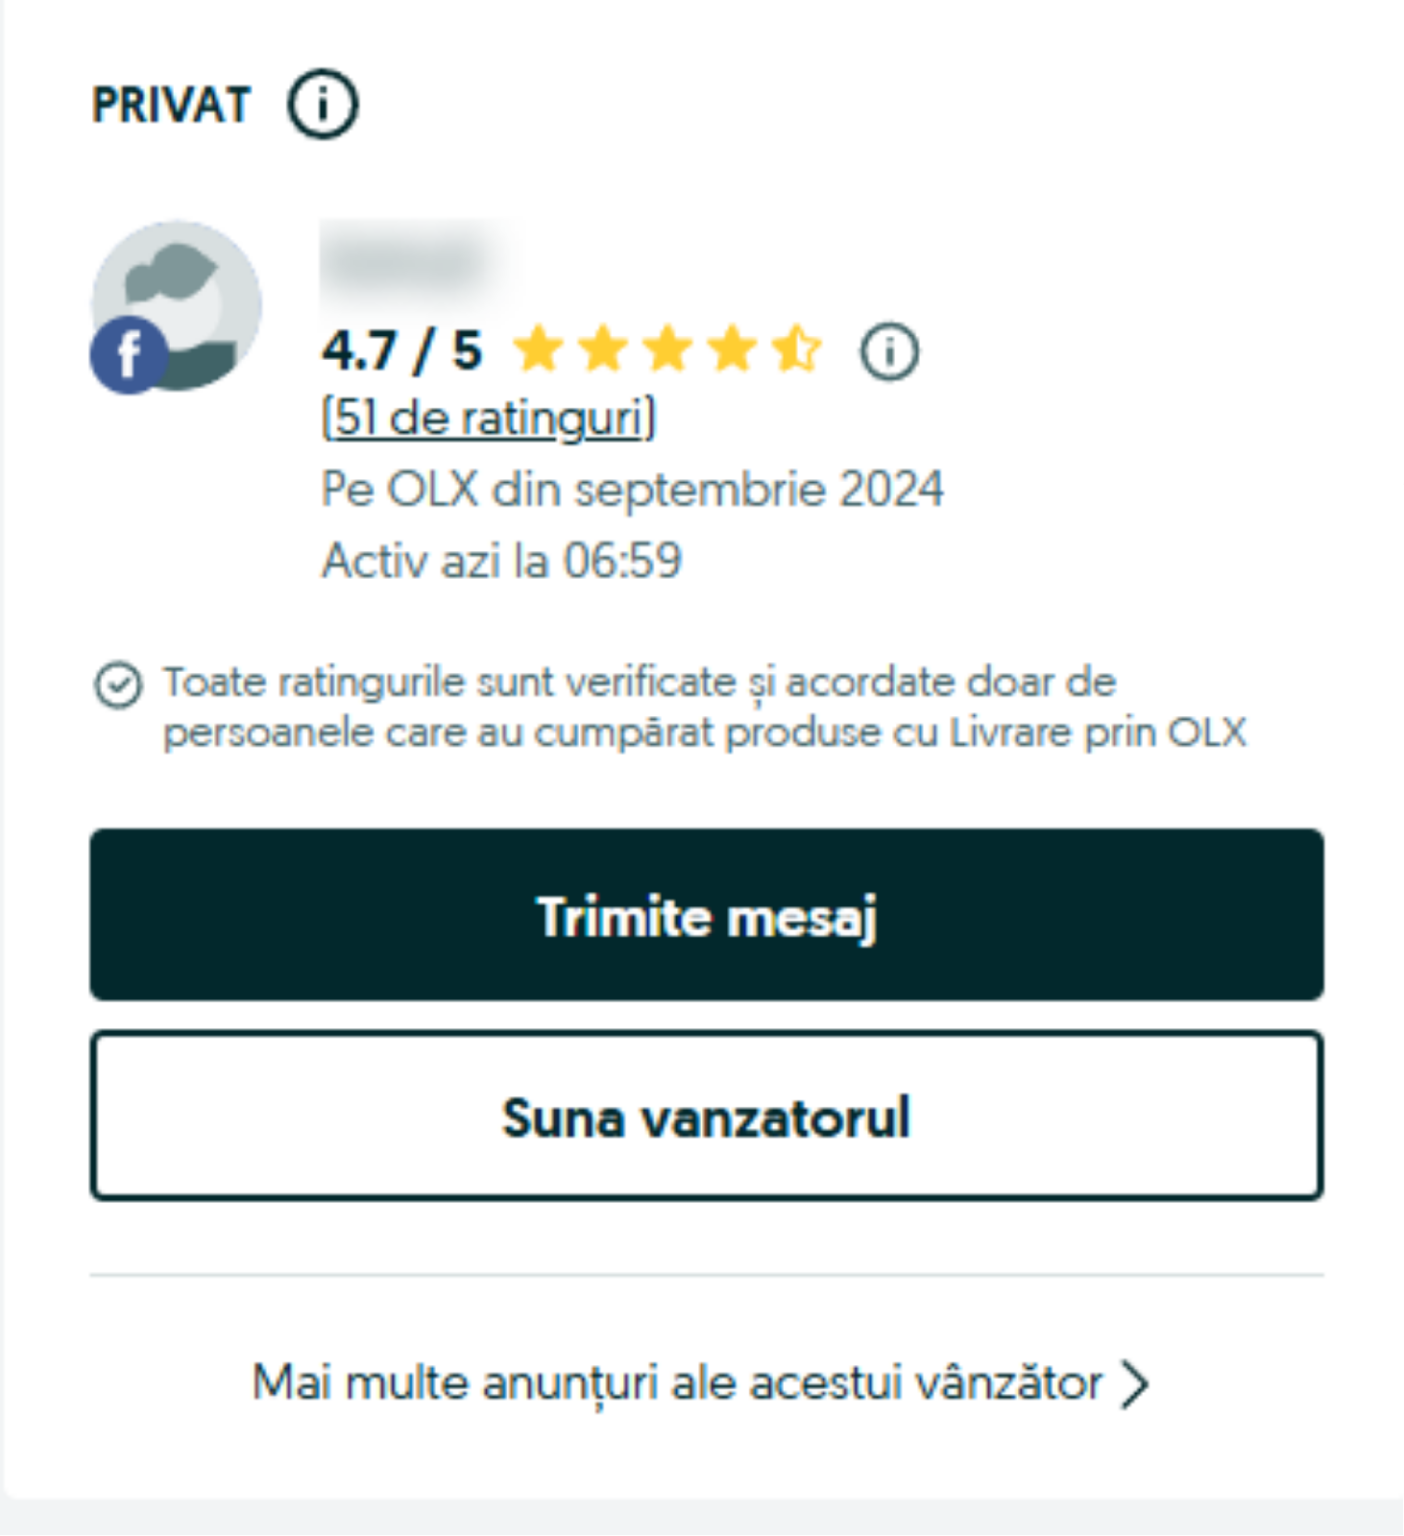 PRIVAT
4.7 / 5
(51 de ratinguri)
Pe OLX din septembrie 2024
Activ azi la 06:59
Toate ratingurile sunt verificate și acordate doar de
persoanele care au cumpărat produse cu Livrare prin OLX
Trimite mesaj
Suna vanzatorul
Mai multe anunțuri ale acestui vânzător